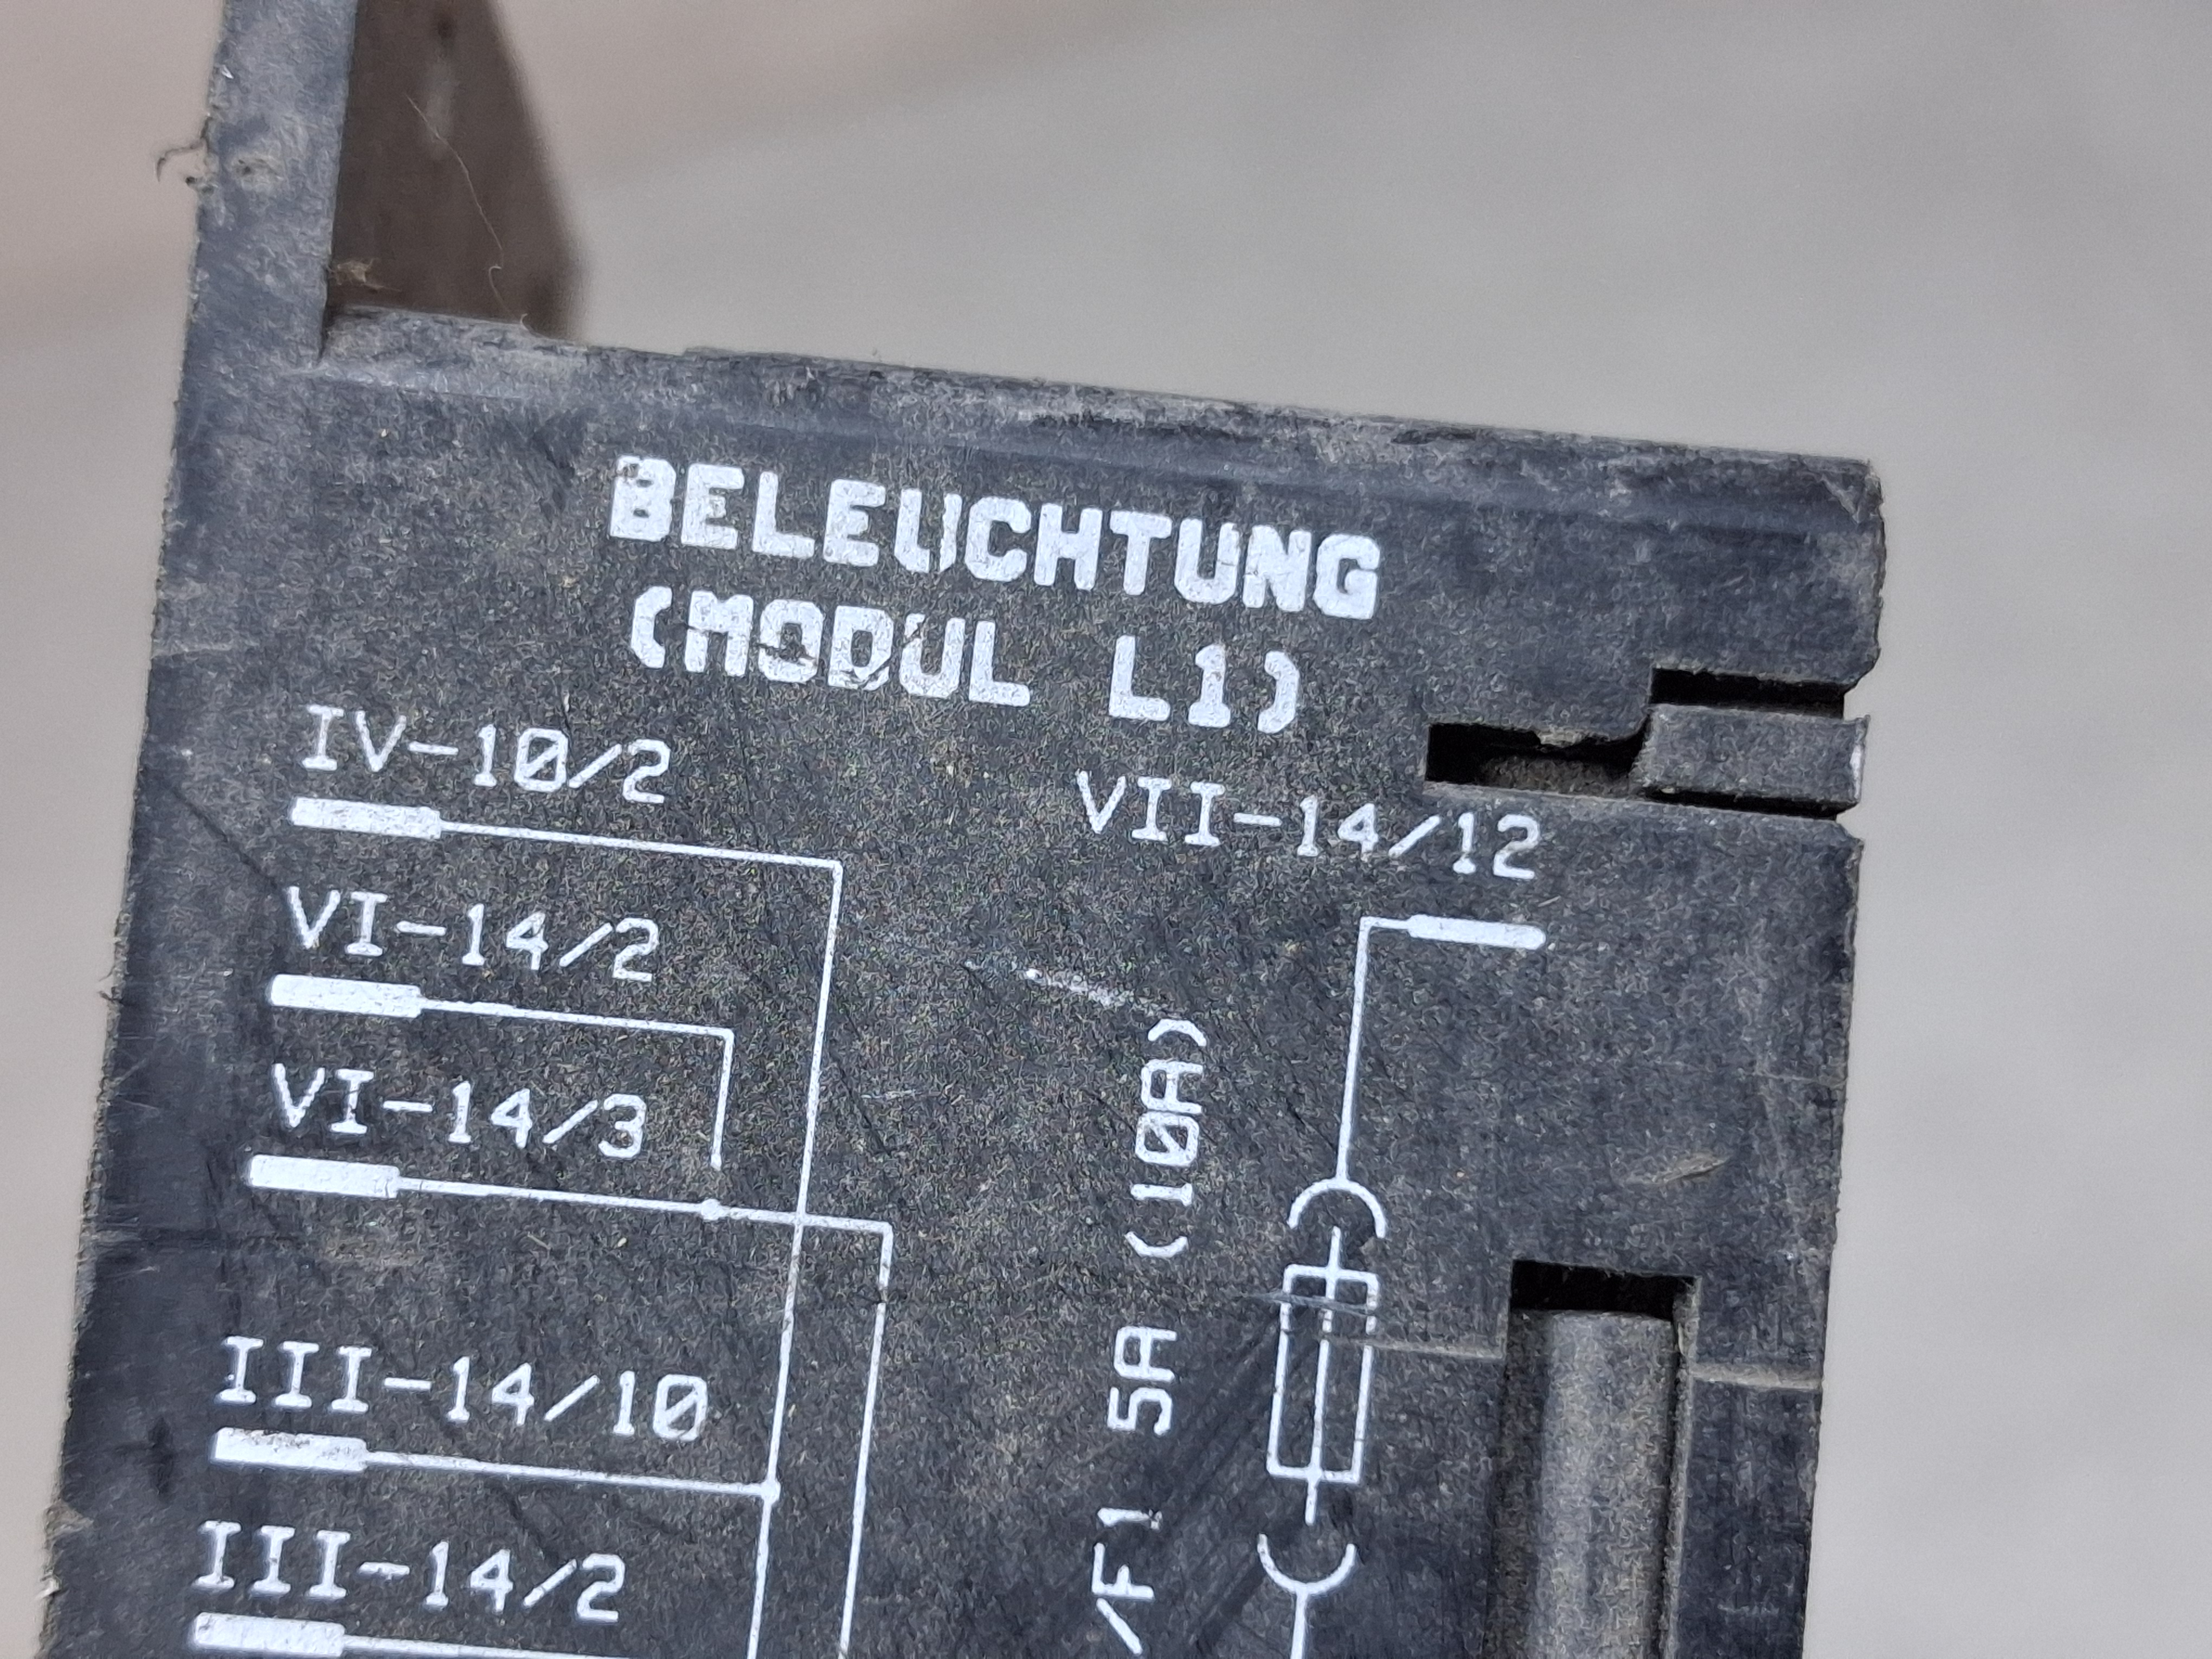 BELEUCHTUNG
(MODUL L1)
IV-10/2
VII-14/12
VI-14/2
VI-14/3
III-14/10
III-14/2
/F1 5A (10A)